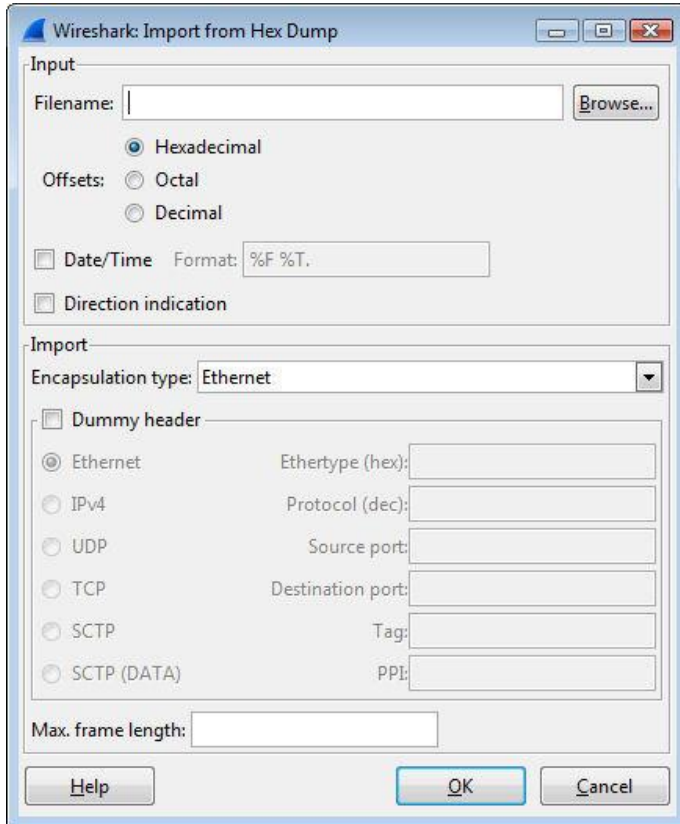 Wireshark: Import from Hex Dump
Input
Filename: Browse...
Hexadecimal
Offsets: Octal
Decimal
Date/Time Format: %F %T.
Direction indication
Import
Encapsulation type: Ethernet
Dummy header
Ethernet Ethertype (hex):
IPv4 Protocol (dec):
UDP Source port:
TCP Destination port:
SCTP Tag:
SCTP (DATA) PPI:
Max. frame length:
Help OK Cancel